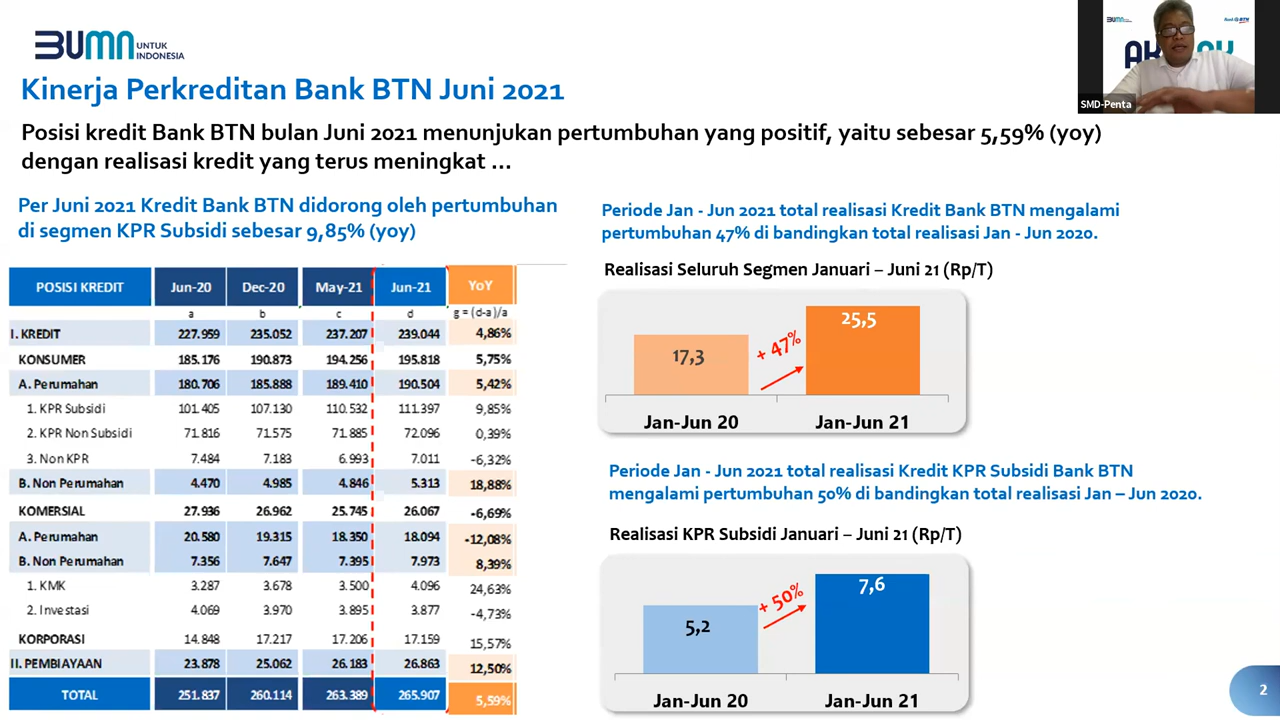 BUMN UNTUK INDONESIA
Kinerja Perkreditan Bank BTN Juni 2021
Posisi kredit Bank BTN bulan Juni 2021 menunjukan pertumbuhan yang positif, yaitu sebesar 5,59% (yoy)
dengan realisasi kredit yang terus meningkat ...
SMD-Penta
Per Juni 2021 Kredit Bank BTN didorong oleh pertumbuhan
di segmen KPR Subsidi sebesar 9,85% (yoy)
POSISI KREDIT Jun-20 Dec-20 May-21 Jun-21 YoY
a b c d g = (d-a)/a
I. KREDIT 227.959 235.052 237.207 239.044 4,86%
KONSUMER 185.176 190.873 194.256 195.818 5,75%
A. Perumahan 180.706 185.888 189.410 190.504 5,42%
1. KPR Subsidi 101.405 107.130 110.532 111.397 9,85%
2. KPR Non Subsidi 71.816 71.575 71.885 72.096 0,39%
3. Non KPR 7.484 7.183 6.993 7.011 -6,32%
B. Non Perumahan 4.470 4.985 4.846 5.313 18,88%
KOMERSIAL 27.936 26.962 25.745 26.067 -6,69%
A. Perumahan 20.580 19.315 18.350 18.094 -12,08%
B. Non Perumahan 7.356 7.647 7.395 7.973 8,39%
1. KMK 3.287 3.678 3.500 4.096 24,63%
2. Investasi 4.069 3.970 3.895 3.877 -4,73%
KORPORASI 14.848 17.217 17.206 17.159 15,57%
II. PEMBIAYAAN 23.878 25.062 26.183 26.863 12,50%
TOTAL 251.837 260.114 263.389 265.907 5,59%
Periode Jan - Jun 2021 total realisasi Kredit Bank BTN mengalami
pertumbuhan 47% di bandingkan total realisasi Jan - Jun 2020.
Realisasi Seluruh Segmen Januari – Juni 21 (Rp/T)
17,3
+ 47%
25,5
Jan-Jun 20 Jan-Jun 21
Periode Jan - Jun 2021 total realisasi Kredit KPR Subsidi Bank BTN
mengalami pertumbuhan 50% di bandingkan total realisasi Jan – Jun 2020.
Realisasi KPR Subsidi Januari – Juni 21 (Rp/T)
5,2
+ 50%
7,6
Jan-Jun 20 Jan-Jun 21
2